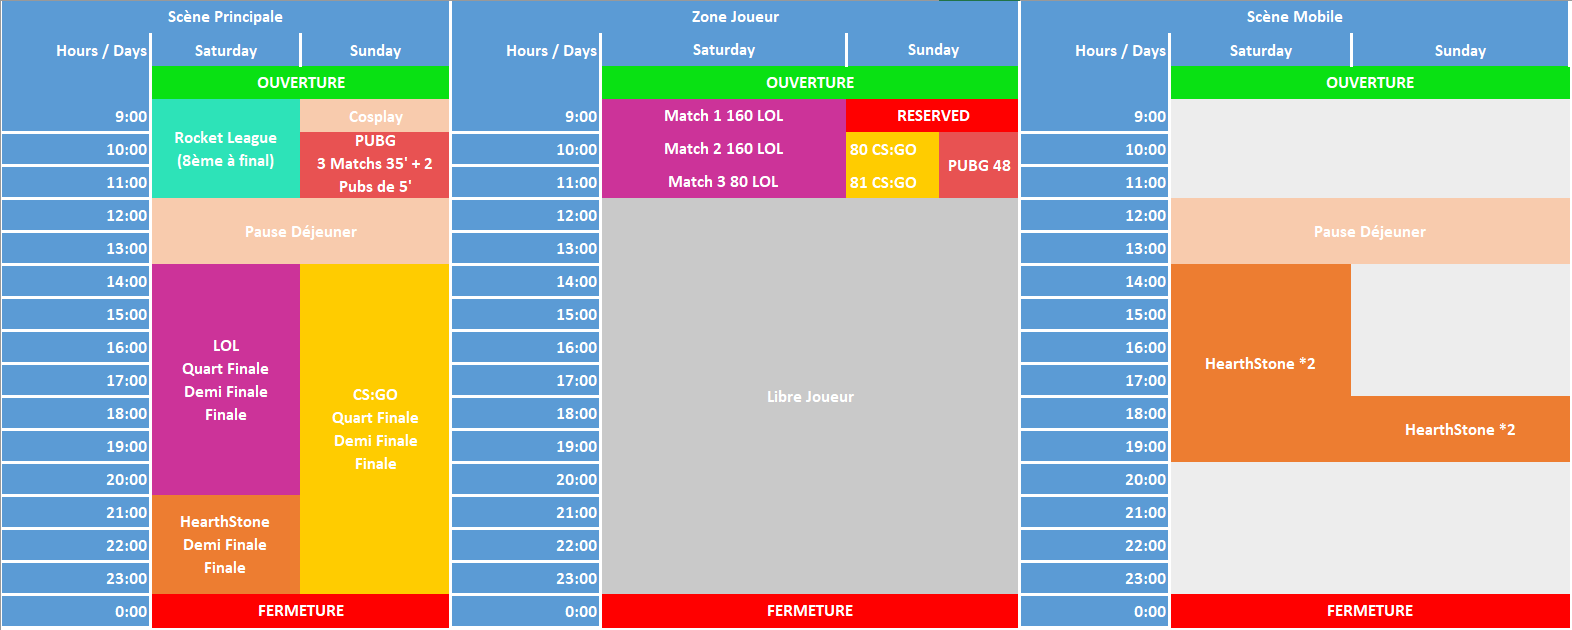 Scène Principale
Hours / Days Saturday Sunday
OUVERTURE
9:00 Cosplay
Rocket League
(8ème à final)
PUBG
3 Matchs 35' + 2
Pubs de 5'
10:00
11:00
12:00
Pause Déjeuner
13:00
14:00
15:00
16:00
17:00
18:00
19:00
20:00
LOL
Quart Finale
Demi Finale
Finale
CS:GO
Quart Finale
Demi Finale
Finale
21:00
22:00
23:00
HearthStone
Demi Finale
Finale
0:00 FERMETURE
Zone Joueur
Hours / Days Saturday Sunday
OUVERTURE
9:00 Match 1 160 LOL RESERVED
10:00 Match 2 160 LOL 80 CS:GO
PUBG 48
11:00 Match 3 80 LOL 81 CS:GO
12:00
13:00
14:00
15:00
16:00
17:00
Libre Joueur
18:00
19:00
20:00
21:00
22:00
23:00
0:00 FERMETURE
Scène Mobile
Hours / Days Saturday Sunday
OUVERTURE
9:00
10:00
11:00
12:00
Pause Déjeuner
13:00
14:00
15:00
16:00
HearthStone *2
17:00
18:00
HearthStone *2
19:00
20:00
21:00
22:00
23:00
0:00 FERMETURE